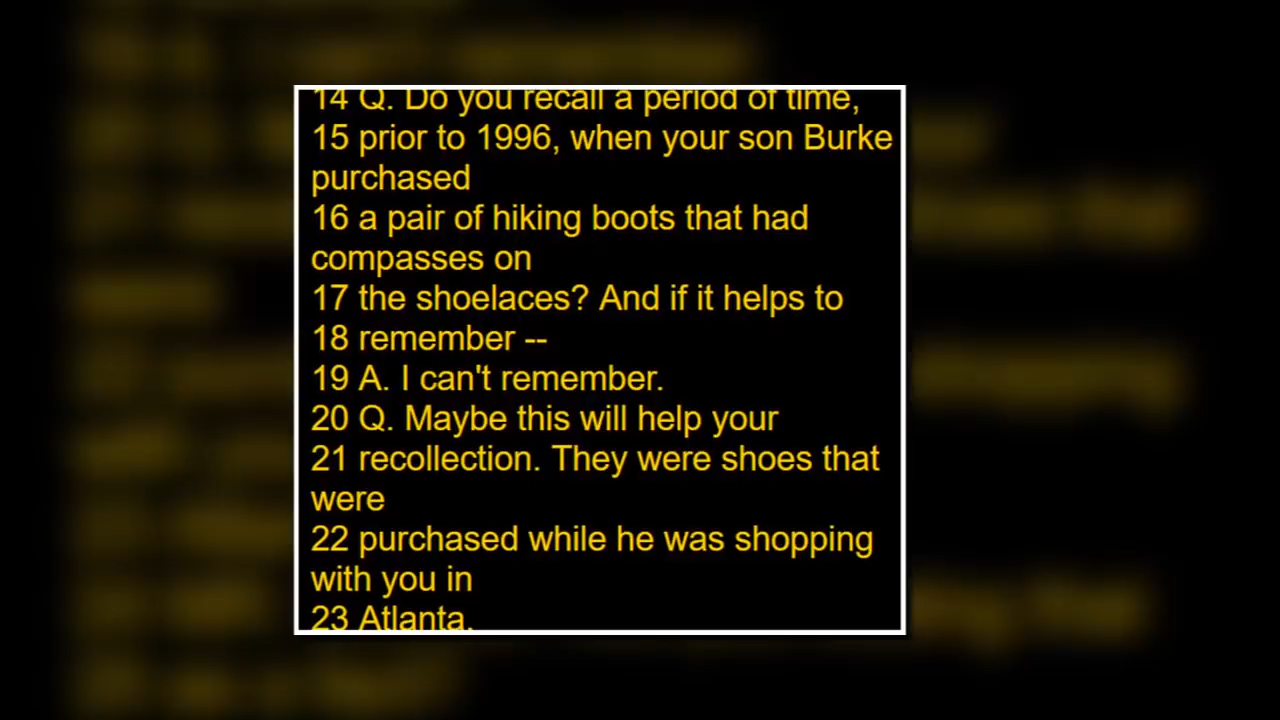 14 Q. Do you recall a period of time,
15 prior to 1996, when your son Burke
purchased
16 a pair of hiking boots that had
compasses on
17 the shoelaces? And if it helps to
18 remember --
19 A. I can't remember.
20 Q. Maybe this will help your
21 recollection. They were shoes that
were
22 purchased while he was shopping
with you in
23 Atlanta.